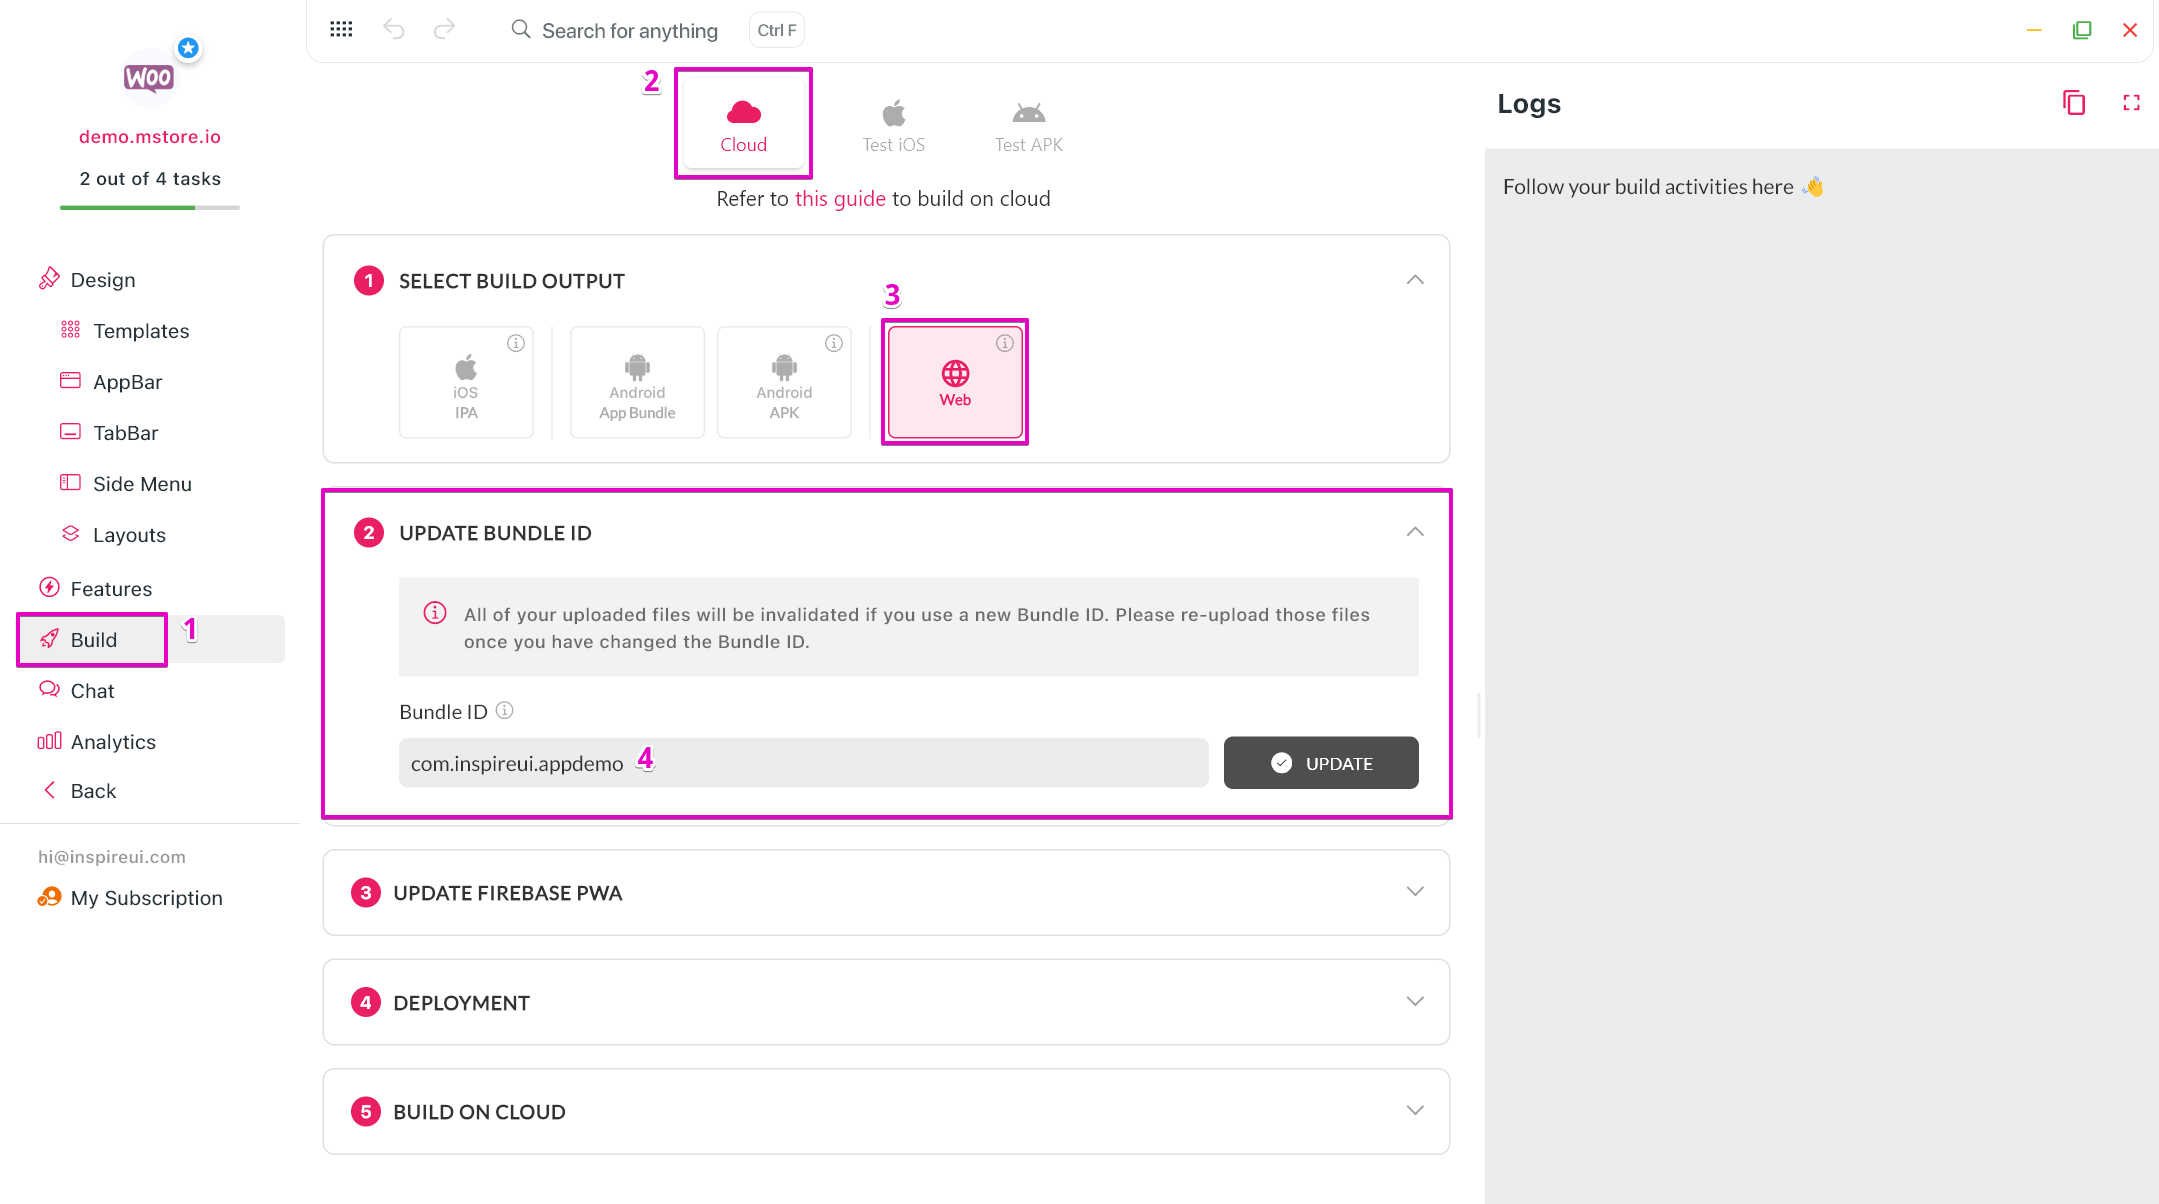 Search for anything
Ctrl F
WOO
demo.mstore.io
2 out of 4 tasks
Design
Templates
AppBar
TabBar
Side Menu
Layouts
Features
Build
1
Chat
Analytics
Back
hi@inspireui.com
My Subscription
2
Cloud
Test iOS
Test APK
Refer to this guide to build on cloud
1 SELECT BUILD OUTPUT
3
iOS
IPA
Android
App Bundle
Android
APK
Web
2 UPDATE BUNDLE ID
All of your uploaded files will be invalidated if you use a new Bundle ID. Please re-upload those files
once you have changed the Bundle ID.
Bundle ID
com.inspireui.appdemo
4
UPDATE
3 UPDATE FIREBASE PWA
4 DEPLOYMENT
5 BUILD ON CLOUD
Logs
Follow your build activities here 👋